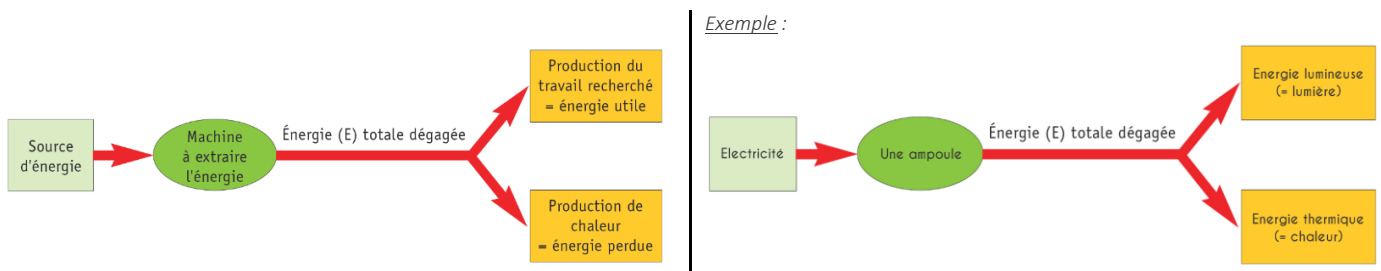 Source
d'énergie
Machine
à extraire
l'énergie
Énergie (E) totale dégagée
Production du
travail recherché
= énergie utile
Production de
chaleur
= énergie perdue
Exemple :
Electricité
Une ampoule
Énergie (E) totale dégagée
Energie lumineuse
(= lumière)
Energie thermique
(= chaleur)